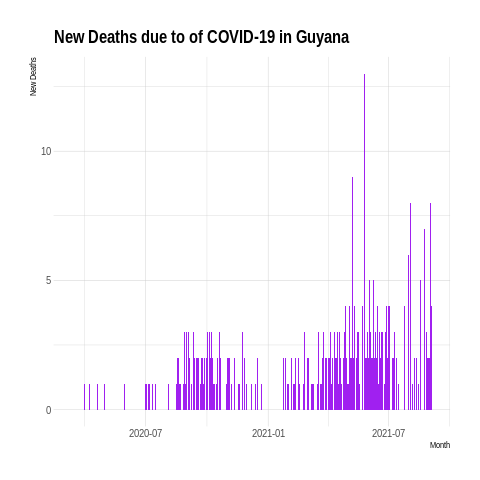 New Deaths due to of COVID-19 in Guyana
New Deaths
10
5
0
2020-07
2021-01
2021-07
Month